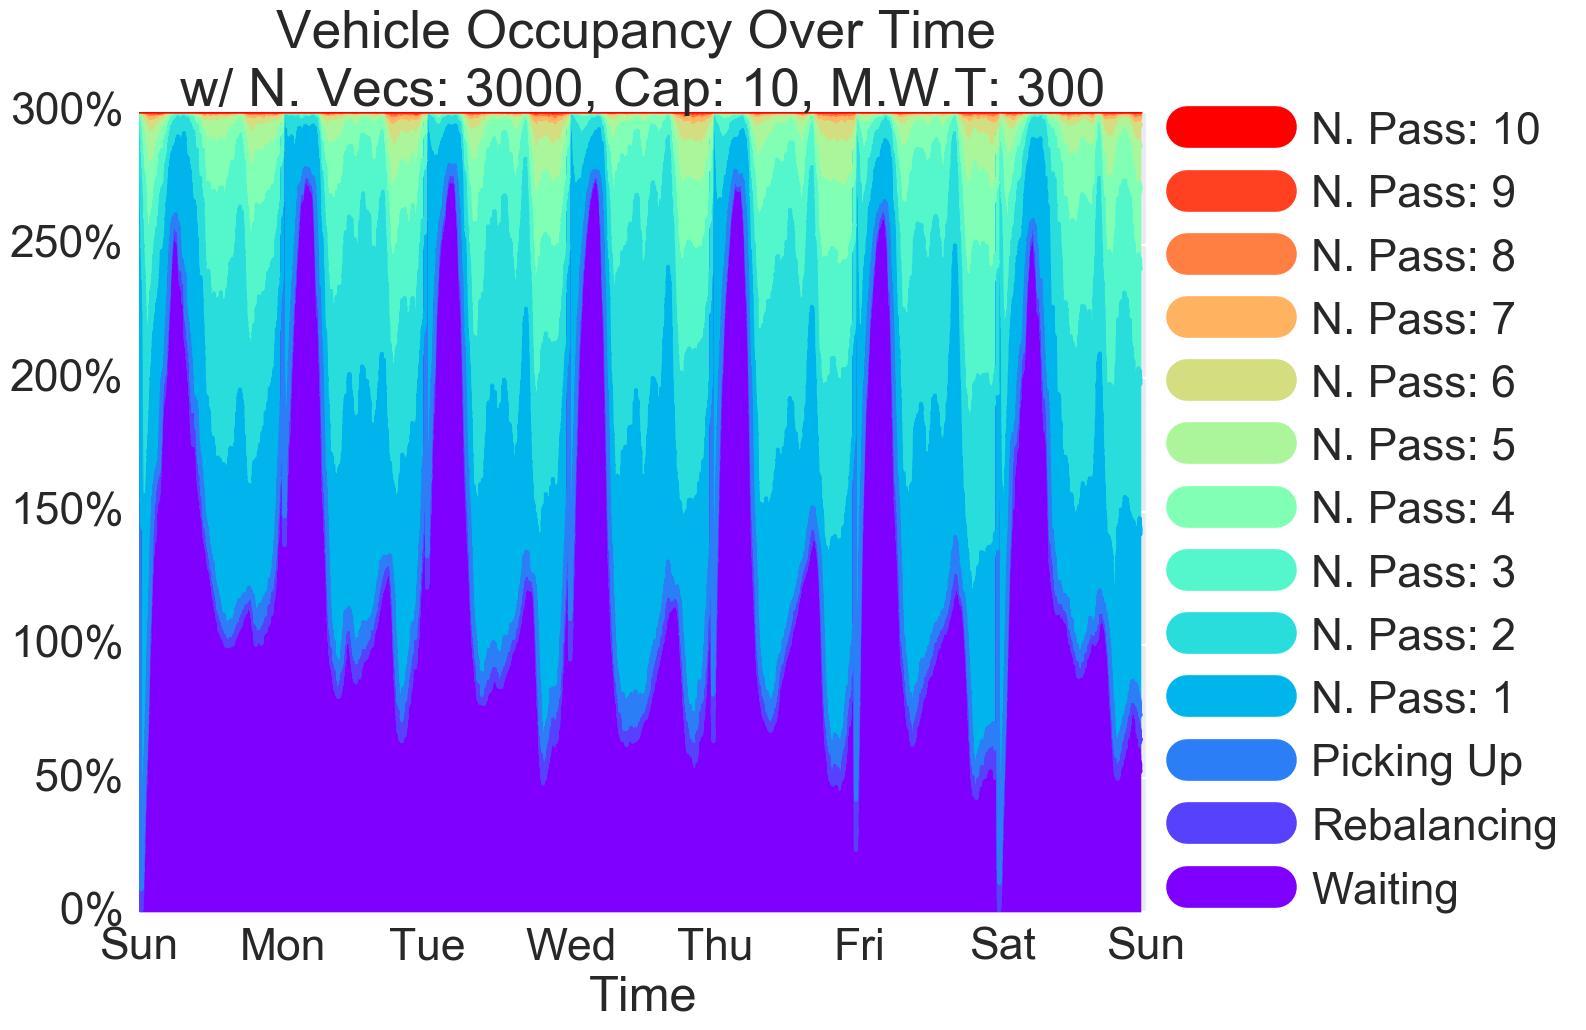 Vehicle Occupancy Over Time
w/ N. Vecs: 3000, Cap: 10, M.W.T: 300
300%
250%
200%
150%
100%
50%
0%
Sun Mon Tue Wed Thu Fri Sat Sun
Time
N. Pass: 10
N. Pass: 9
N. Pass: 8
N. Pass: 7
N. Pass: 6
N. Pass: 5
N. Pass: 4
N. Pass: 3
N. Pass: 2
N. Pass: 1
Picking Up
Rebalancing
Waiting